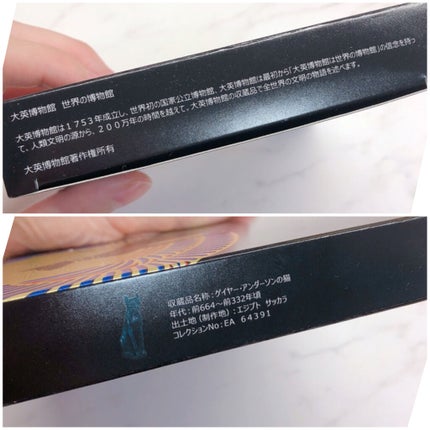 大英博物館 世界の博物館
大英博物館は1753年成立し、世界初の国家公立博物館、大英博物館は最初から「大英博物館は世界の博物館」の信念を持っ
て、人類文明の源から、200万年の時間を越えて、大英博物館の収蔵品で全世界の文明の物語を述べます。
大英博物館著作権所有
収蔵品名称:ゲイヤー・アンダーソンの猫
年代:前664～前332年頃
出土地(制作地):エジプト サッカラ
コレクションNo:EA 64391